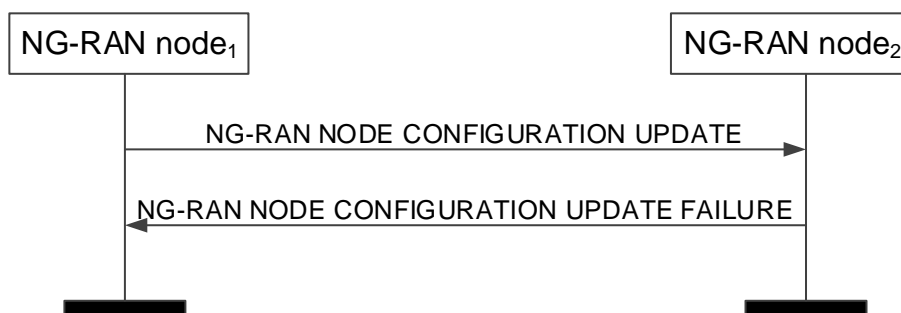 NG-RAN node₁
NG-RAN node₂
NG-RAN NODE CONFIGURATION UPDATE
NG-RAN NODE CONFIGURATION UPDATE FAILURE